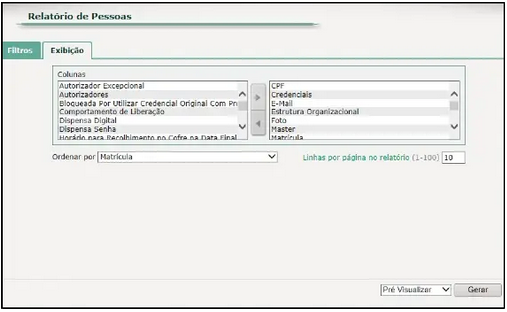 Relatório de Pessoas
Filtros
Exibição
Colunas
Autorizador Excepcional
Autorizadores
Bloqueada Por Utilizar Credencial Original Com Pr
Comportamento de Liberação
Dispensa Digital
Dispensa Senha
Horário para Recolhimento no Cofre na Data Final
CPF
Credenciais
E-Mail
Estrutura Organizacional
Foto
Master
Matrícula
Ordenar por Matrícula
Linhas por página no relatório (1-100) 10
Pré Visualizar Gerar